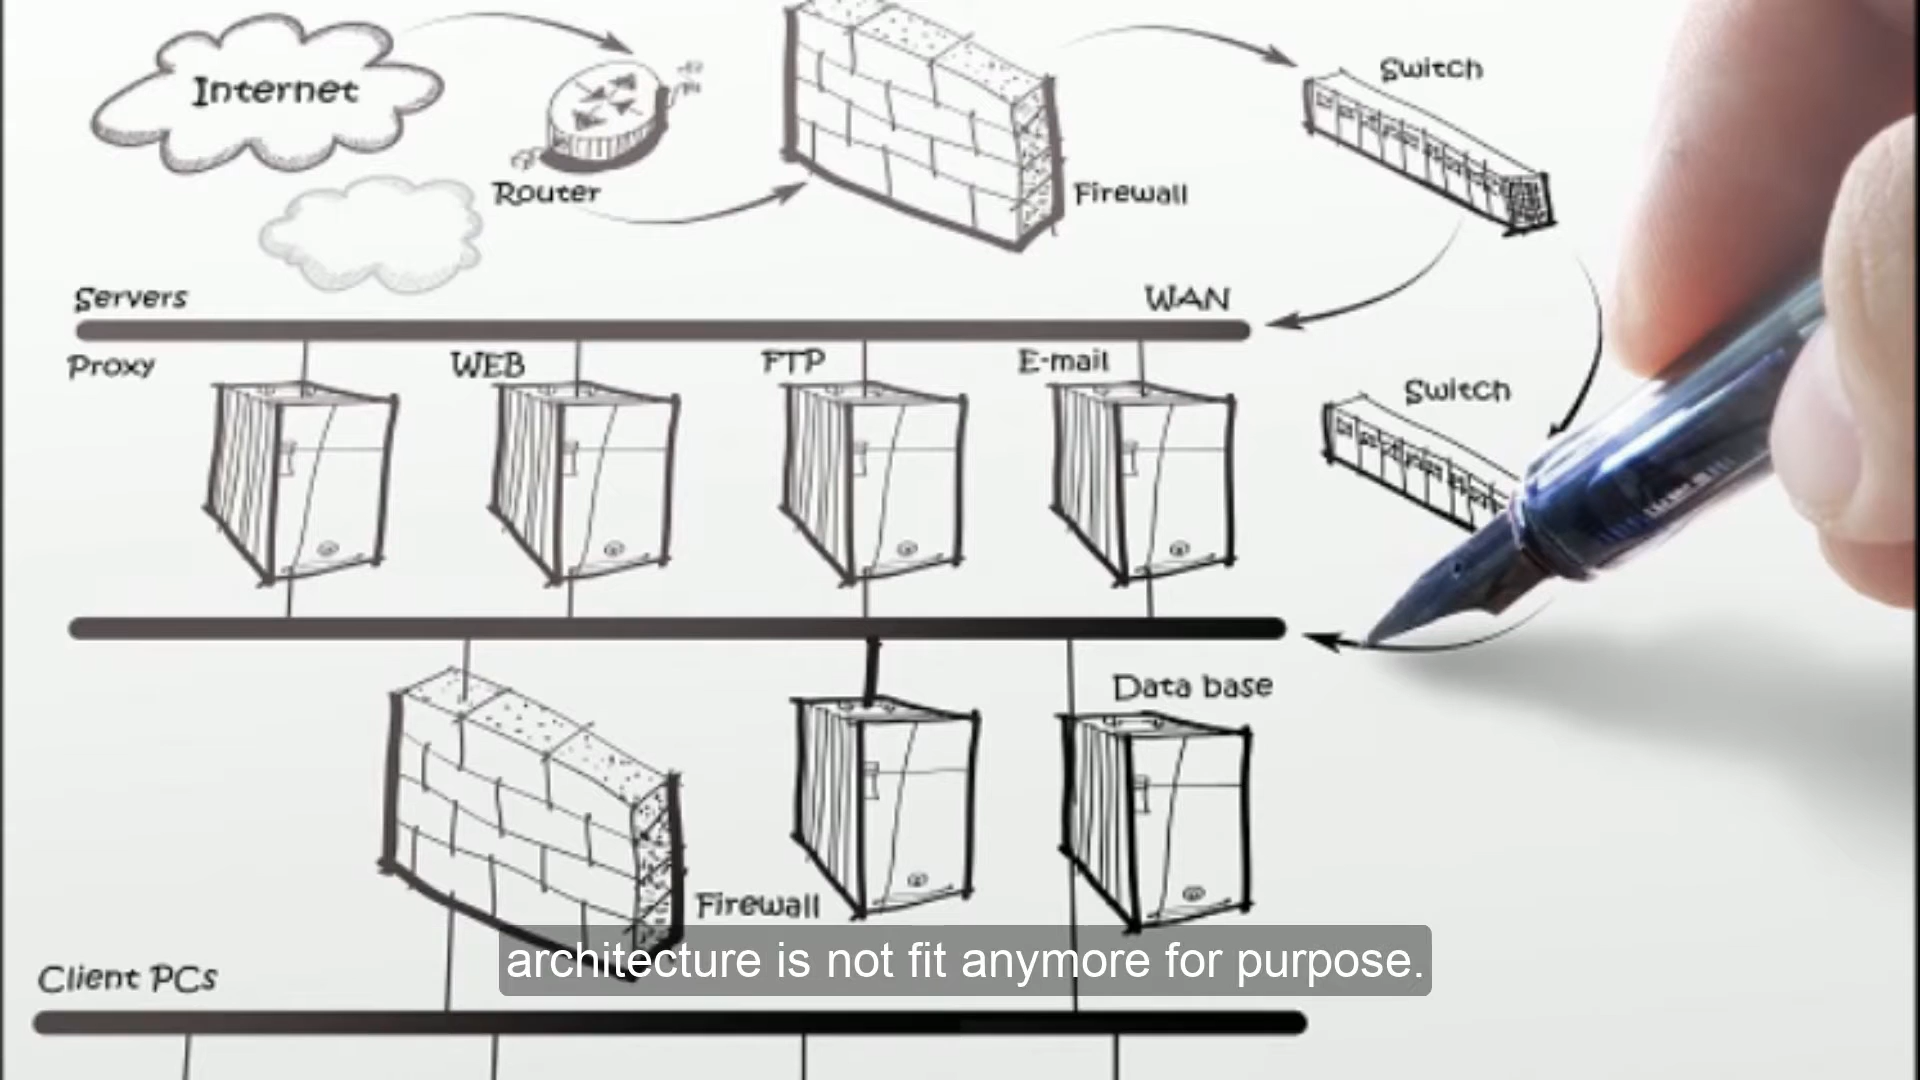 Internet
Switch
Router
Firewall
Servers
WAN
Proxy
WEB
FTP
E-mail
Switch
Data base
Firewall
architecture is not fit anymore for purpose.
Client PCs